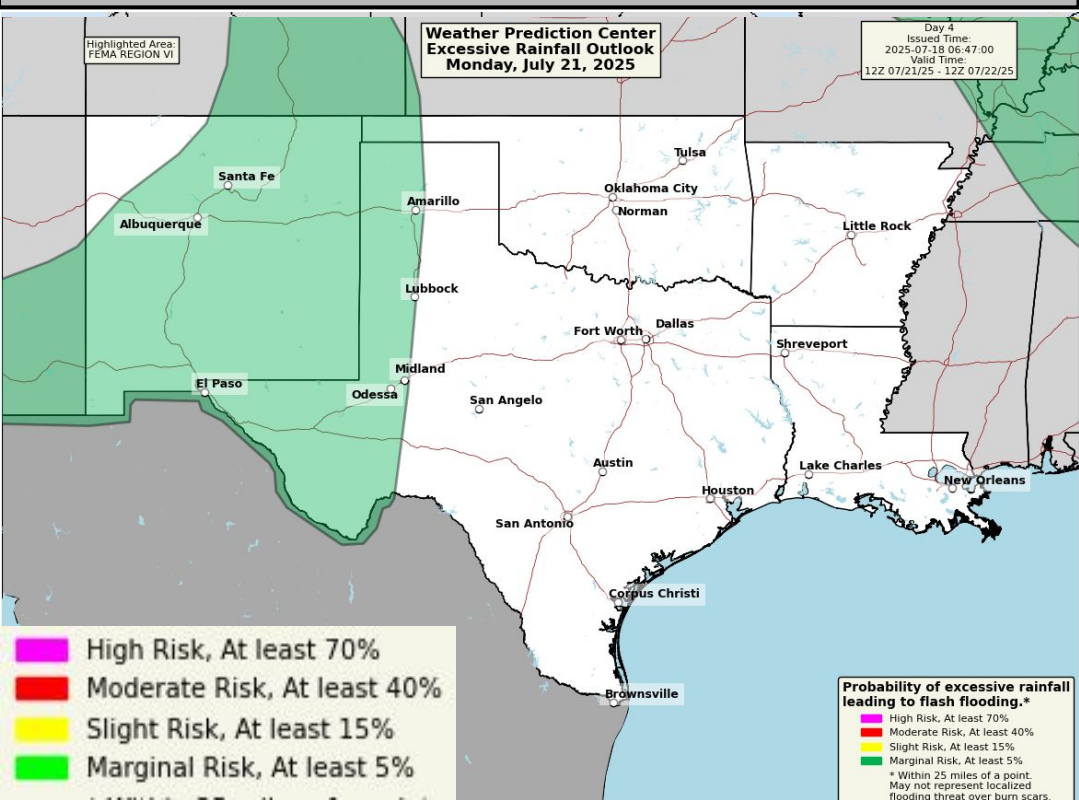 Highlighted Area:
FEMA REGION VI
Weather Prediction Center
Excessive Rainfall Outlook
Monday, July 21, 2025
Day 4
Issued Time:
2025-07-18 06:47:00
Valid Time:
12Z 07/21/25 - 12Z 07/22/25
Tulsa
Santa Fe
Oklahoma City
Amarillo
Norman
Albuquerque
Little Rock
Lubbock
Dallas
Fort Worth
Shreveport
Midland
El Paso
Odessa
San Angelo
Austin
Lake Charles
New Orleans
Houston
San Antonio
Corpus Christi
Brownsville
High Risk, At least 70%
Moderate Risk, At least 40%
Slight Risk, At least 15%
Marginal Risk, At least 5%
Probability of excessive rainfall
leading to flash flooding.*
High Risk, At least 70%
Moderate Risk, At least 40%
Slight Risk, At least 15%
Marginal Risk, At least 5%
* Within 25 miles of a point.
May not represent localized
flooding threat over burn scars.